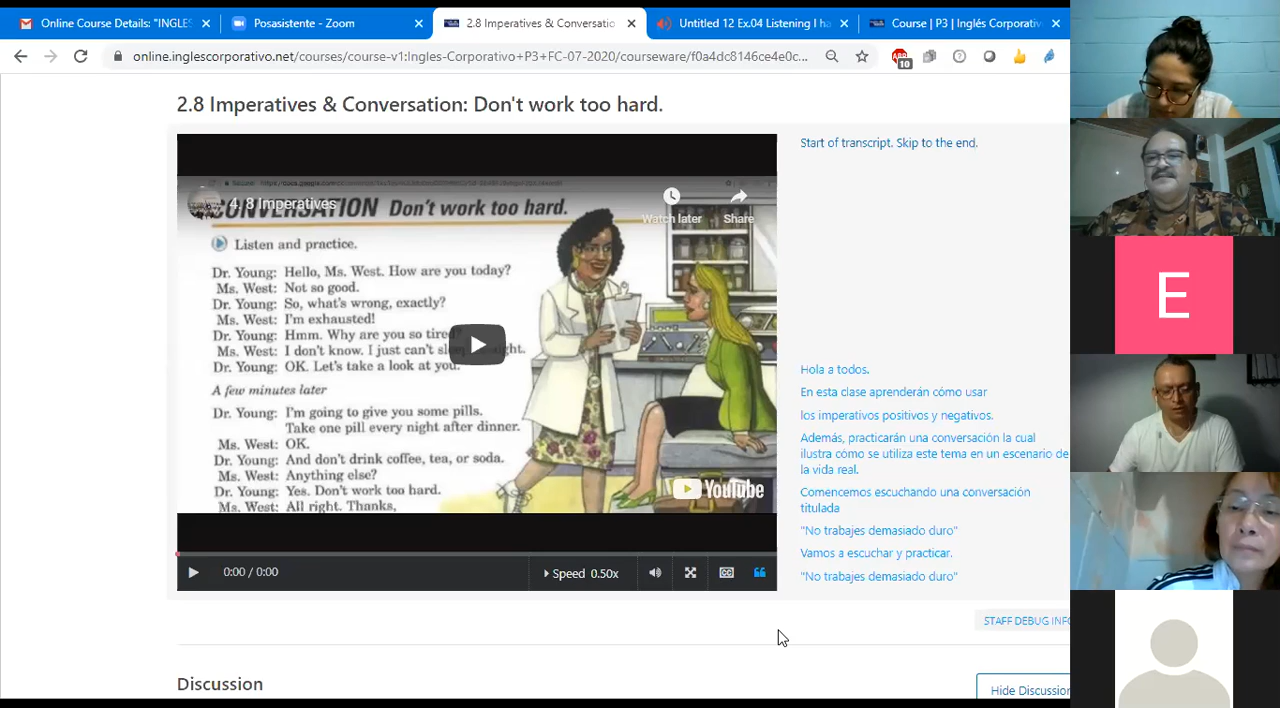 Online Course Details: "INGLES
Posasistente - Zoom
2.8 Imperatives & Conversatio
Untitled 12 Ex.04 Listening I ha
Course | P3 | Inglés Corporativ
online.inglescorporativo.net/courses/course-v1:Ingles-Corporativo+P3+FC-07-2020/courseware/f0a4dc8146ce4e0c...
10
2.8 Imperatives & Conversation: Don't work too hard.
4. 8 Imperatives
Watch later
Share
CONVERSATION Don't work too hard.
Listen and practice.
Dr. Young: Hello, Ms. West. How are you today?
Ms. West: Not so good.
Dr. Young: So, what's wrong, exactly?
Ms. West: I'm exhausted!
Dr. Young: Hmm. Why are you so tired?
Ms. West: I don't know. I just can't sleep at night.
Dr. Young: OK. Let's take a look at you.
A few minutes later
Dr. Young: I'm going to give you some pills.
Take one pill every night after dinner.
Ms. West: OK.
Dr. Young: And don't drink coffee, tea, or soda.
Ms. West: Anything else?
Dr. Young: Yes. Don't work too hard.
Ms. West: All right. Thanks,
YouTube
0:00 / 0:00
Speed 0.50x
CC
Start of transcript. Skip to the end.
Hola a todos.
En esta clase aprenderán cómo usar
los imperativos positivos y negativos.
Además, practicarán una conversación la cual
ilustra cómo se utiliza este tema en un escenario de
la vida real.
Comencemos escuchando una conversación
titulada
"No trabajes demasiado duro"
Vamos a escuchar y practicar.
"No trabajes demasiado duro"
STAFF DEBUG INFO
Discussion
Hide Discussion
E